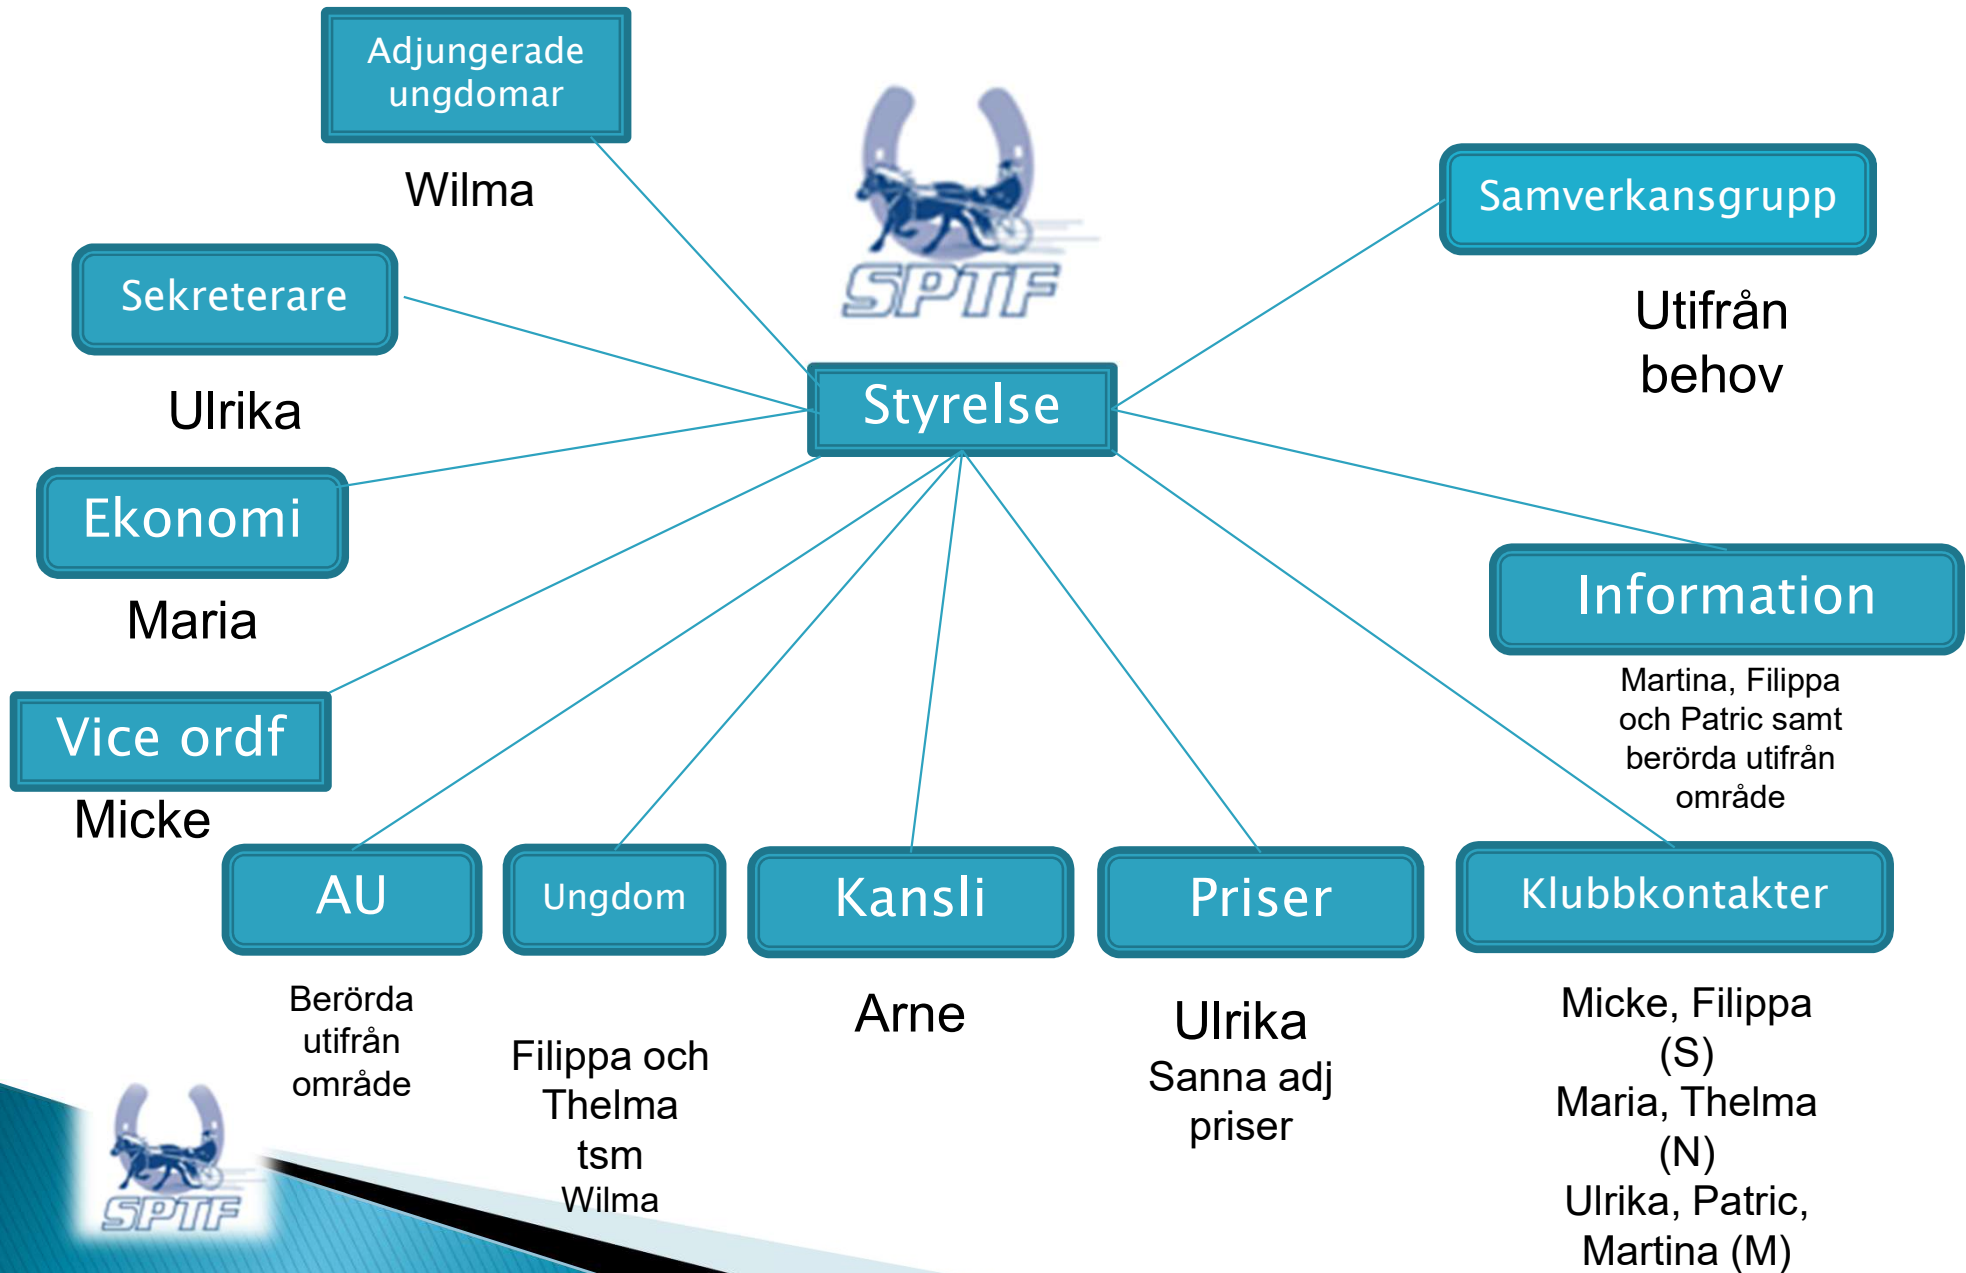 Adjungerade
ungdomar
Wilma
SPTF
Samverkansgrupp
Utifrån
behov
Sekreterare
Ulrika
Styrelse
Ekonomi
Maria
Information
Martina, Filippa
och Patric samt
berörda utifrån
område
Vice ordf
Micke
AU
Berörda
utifrån
område
Ungdom
Filippa och
Thelma
tsm
Wilma
Kansli
Arne
Priser
Ulrika
Sanna adj
priser
Klubbkontakter
Micke, Filippa
(S)
Maria, Thelma
(N)
Ulrika, Patric,
Martina (M)
SPTF